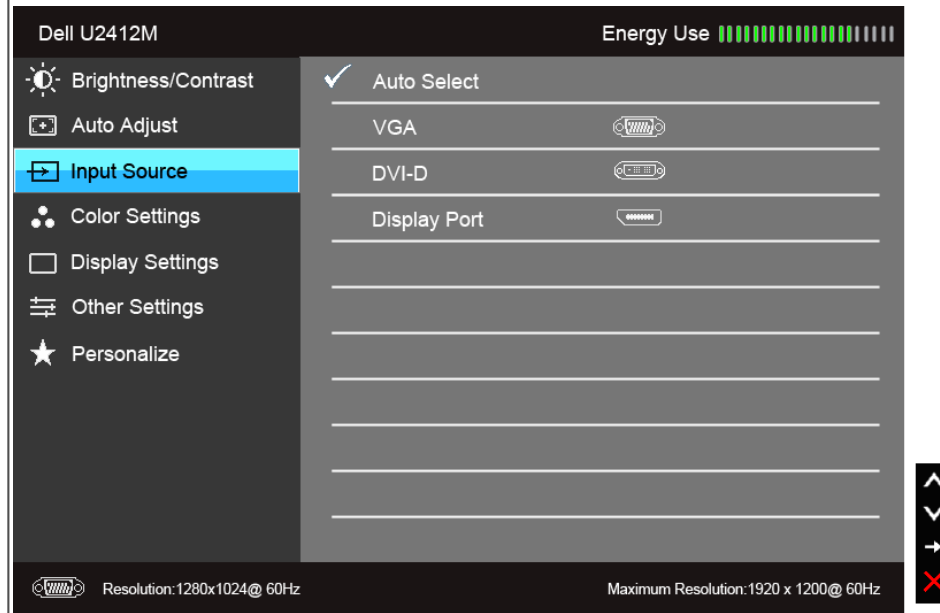 Dell U2412M Energy Use
Brightness/Contrast Auto Select
Auto Adjust VGA
Input Source DVI-D
Color Settings Display Port
Display Settings
Other Settings
Personalize
Resolution:1280x1024@ 60Hz Maximum Resolution:1920 x 1200@ 60Hz